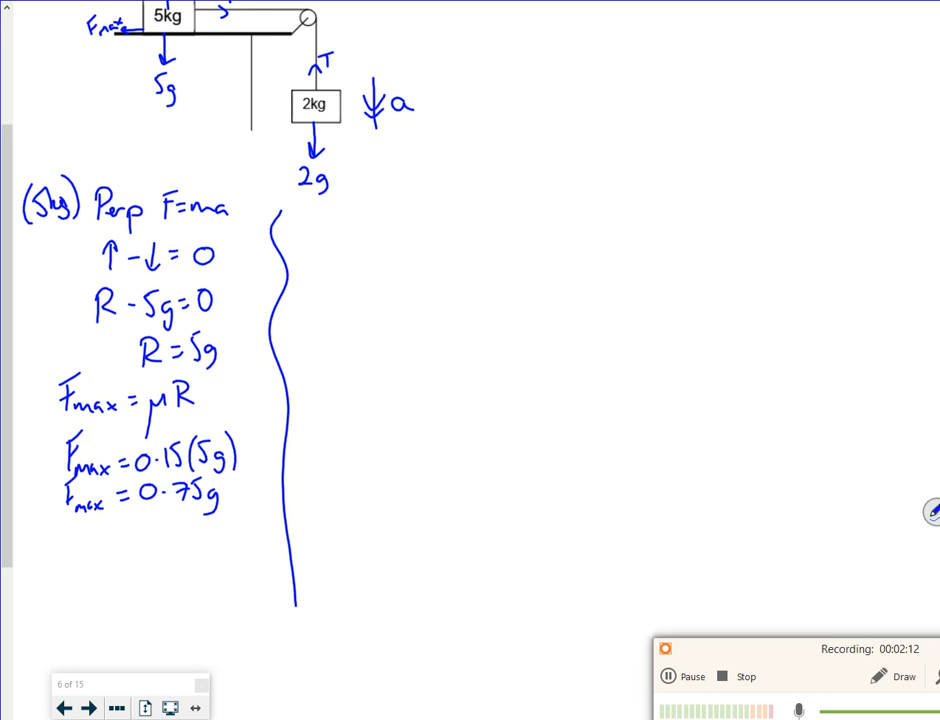 5kg
Fmax
5g
T
2kg
a
2g
(5kg) Perp F=ma
↑ - ↓ = 0
R - 5g = 0
R = 5g
Fmax = μR
Fmax = 0.15(5g)
Fmax = 0.75g
Recording: 00:02:12
Pause Stop Draw
6 of 15